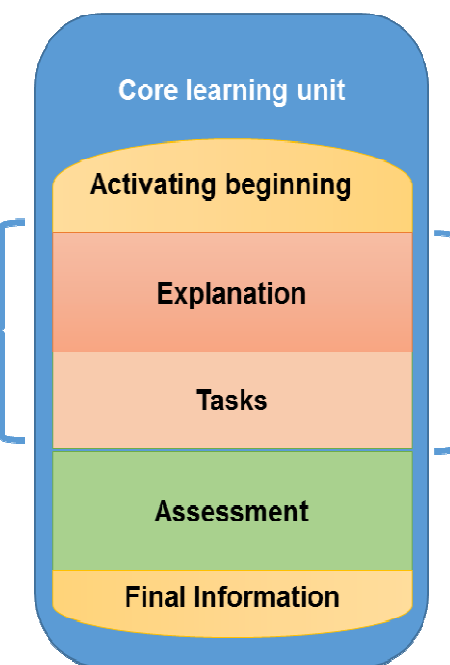 Core learning unit
Activating beginning
Explanation
Tasks
Assessment
Final Information